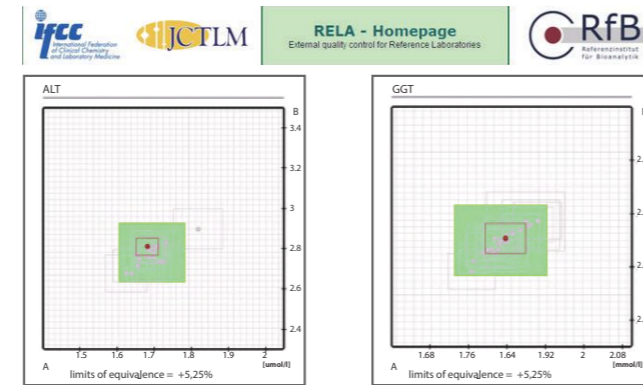 ifcc
International Federation
of Clinical Chemistry
and Laboratory Medicine
JCTLM
RELA - Homepage
External quality control for Reference Laboratories
RfB
Referenzinstitut
für Bioanalytik
ALT
B
3,4
3,2
3
2.8
2.6
2.4
1.5 1.6 1.7 1.8 1.9 2
A [umol/l]
limits of equivalence = +5,25%
GGT
1.68 1.76 1.64 1.92 2 2.08
A [mmol/l]
limits of equivalence = +5,25%